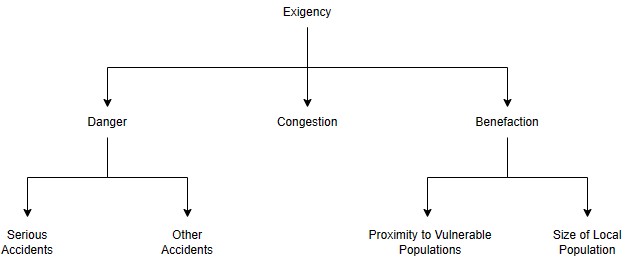 Exigency
Danger
Congestion
Benefaction
Serious
Accidents
Other
Accidents
Proximity to Vulnerable
Populations
Size of Local
Population